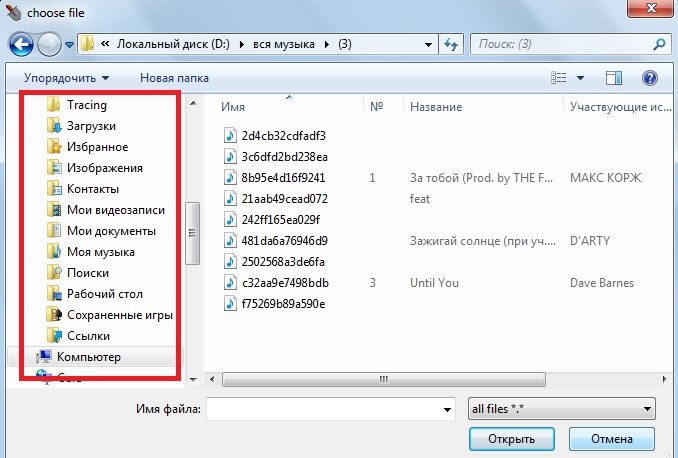 choose file
« Локальный диск (D:) вся музыка (3)
Поиск: (3)
Упорядочить Новая папка
Tracing
Загрузки
Избранное
Изображения
Контакты
Мои видеозаписи
Мои документы
Моя музыка
Поиски
Рабочий стол
Сохраненные игры
Ссылки
Компьютер
Имя № Название Участвующие ис...
2d4cb32cdfadf3
3c6dfd2bd238ea
8b95e4d16f9241 1 За тобой (Prod. by THE F... МАКС КОРЖ
21aab49cead072 feat
242ff165ea029f
481da6a76946d9 Зажигай солнце (при уч.... D'ARTY
2502568a3de6fa
c32aa9e7498bdb 3 Until You Dave Barnes
f75269b89a590e
Имя файла:
all files *.*
Открыть Отмена